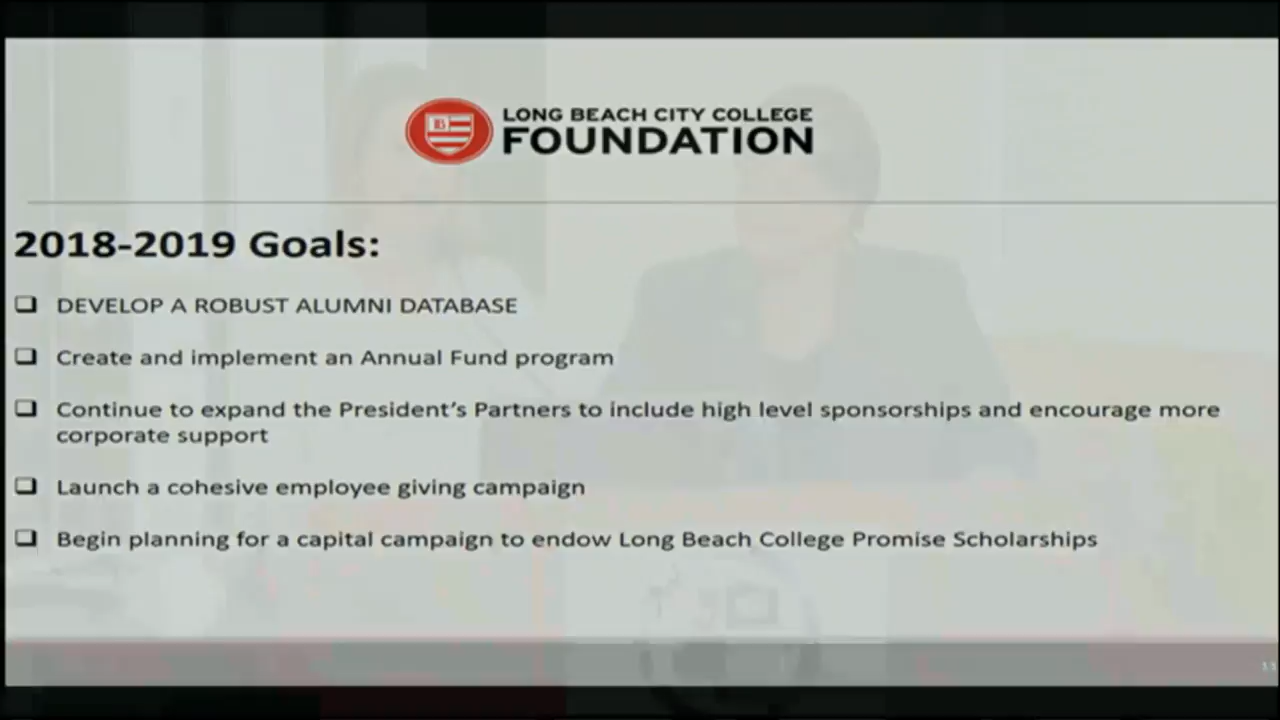 LONG BEACH CITY COLLEGE
FOUNDATION
2018-2019 Goals:
DEVELOP A ROBUST ALUMNI DATABASE
Create and implement an Annual Fund program
Continue to expand the President's Partners to include high level sponsorships and encourage more
corporate support
Launch a cohesive employee giving campaign
Begin planning for a capital campaign to endow Long Beach College Promise Scholarships